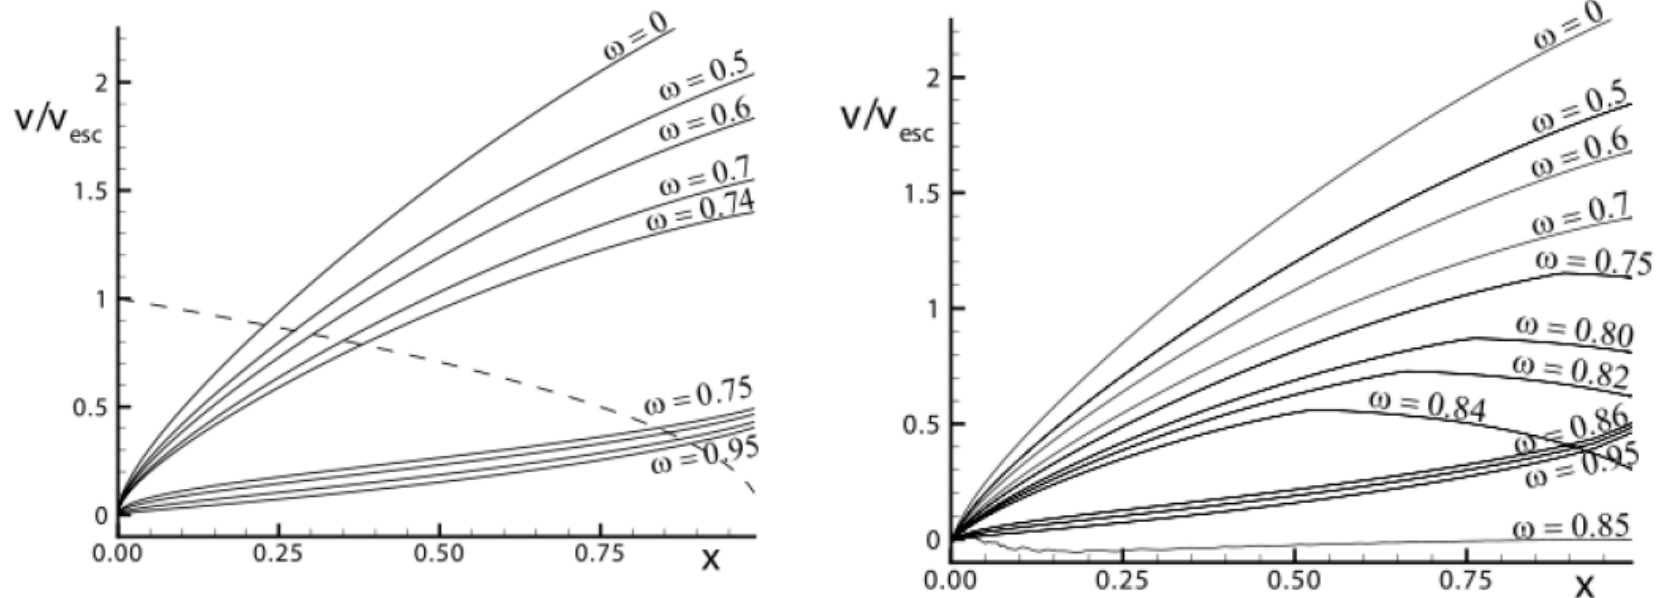 ω = 0
ω = 0.5
2
v/vesc
ω = 0.6
1.5
ω = 0.7
ω = 0.74
1
0.5
ω = 0.75
ω = 0.95
0
0.00
0.25
0.50
0.75
x
ω = 0
2
ω = 0.5
v/vesc
ω = 0.6
1.5
ω = 0.7
ω = 0.75
1
ω = 0.80
ω = 0.82
ω = 0.84
0.5
ω = 0.86
ω = 0.95
ω = 0.85
0
0.00
0.25
0.50
0.75
x